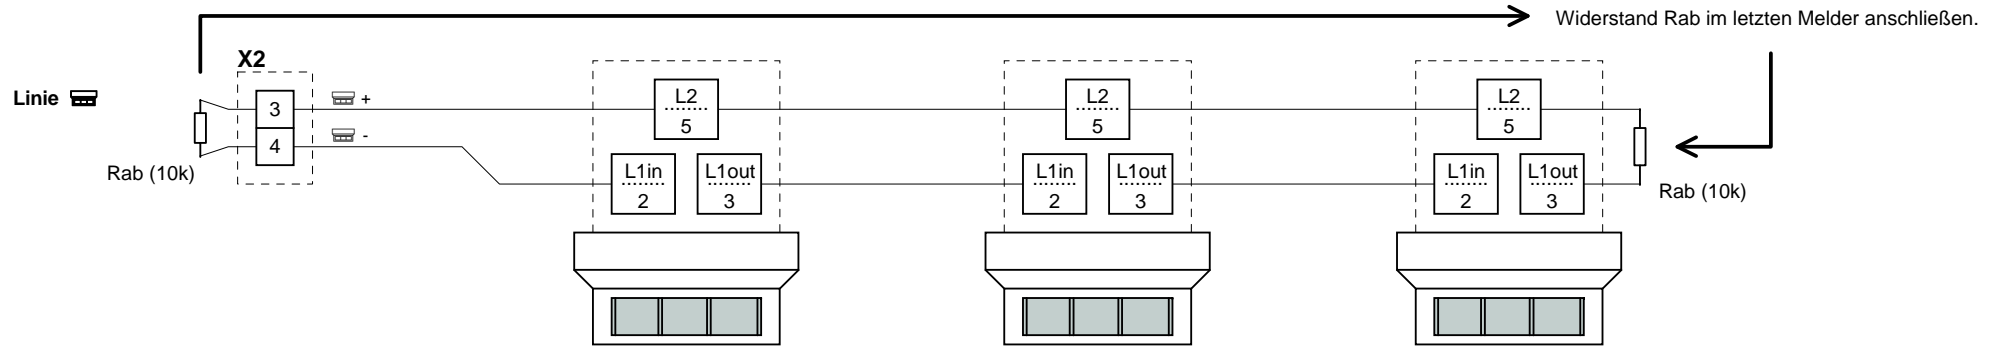 Widerstand Rab im letzten Melder anschließen.
X2
Linie
3
+
4
-
Rab (10k)
L2
5
L1in
2
L1out
3
L2
5
L1in
2
L1out
3
L2
5
L1in
2
L1out
3
Rab (10k)